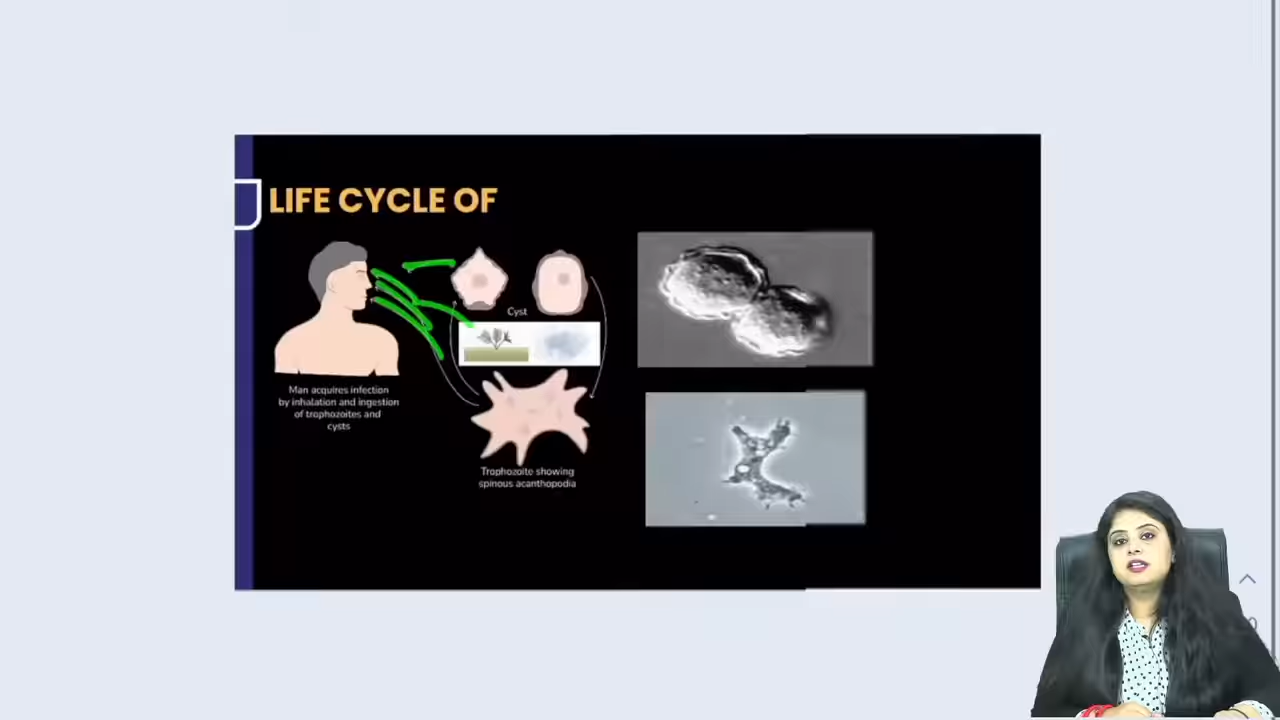 LIFE CYCLE OF
Cyst
Man acquires infection
by inhalation and ingestion
of trophozoites and
cysts
Trophozoite showing
spinous acanthopodia